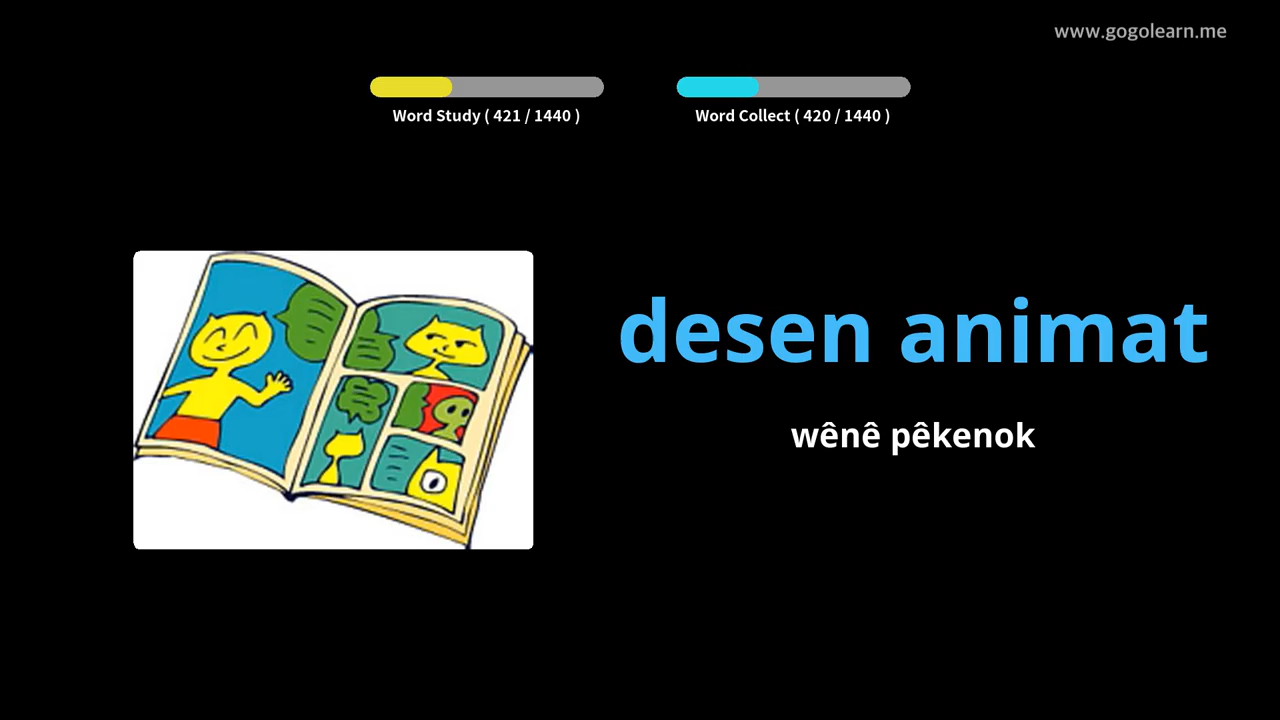 www.gogolearn.me
Word Study ( 421 / 1440 )
Word Collect ( 420 / 1440 )
desen animat
wênê pêkenok